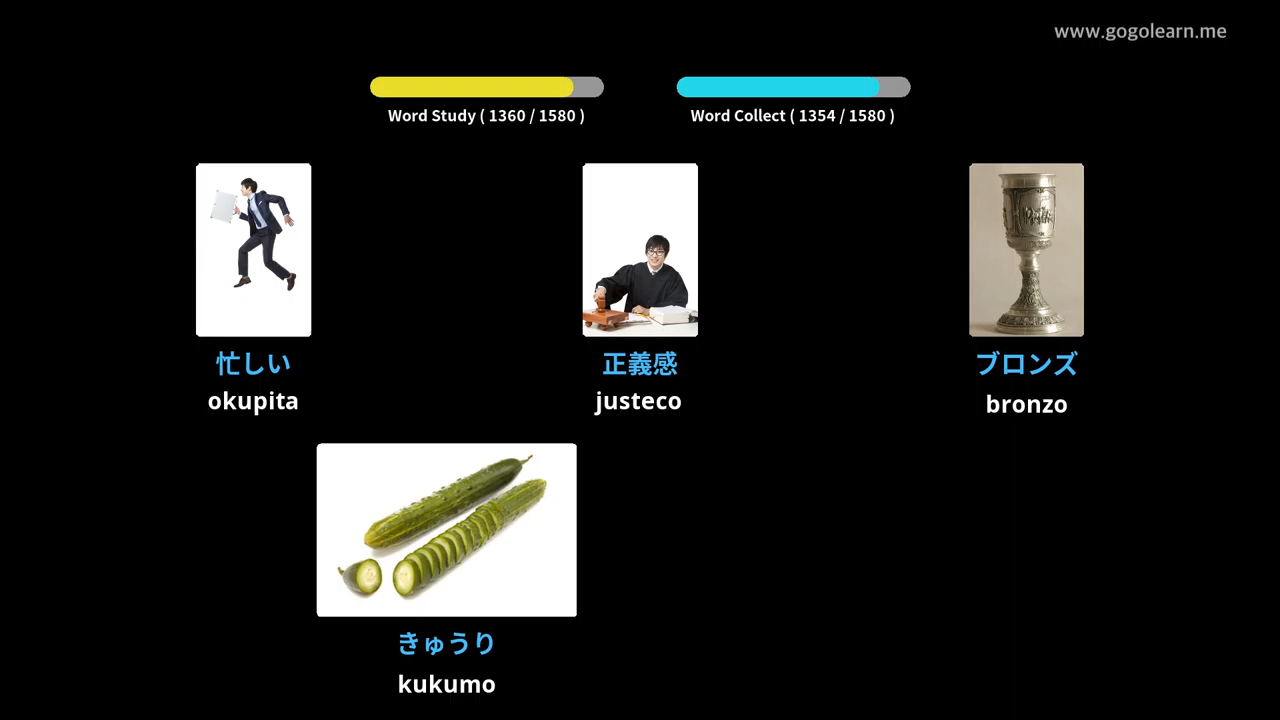 www.gogolearn.me
Word Study ( 1360 / 1580 )
Word Collect ( 1354 / 1580 )
忙しい
okupita
正義感
justeco
ブロンズ
bronzo
きゅうり
kukumo